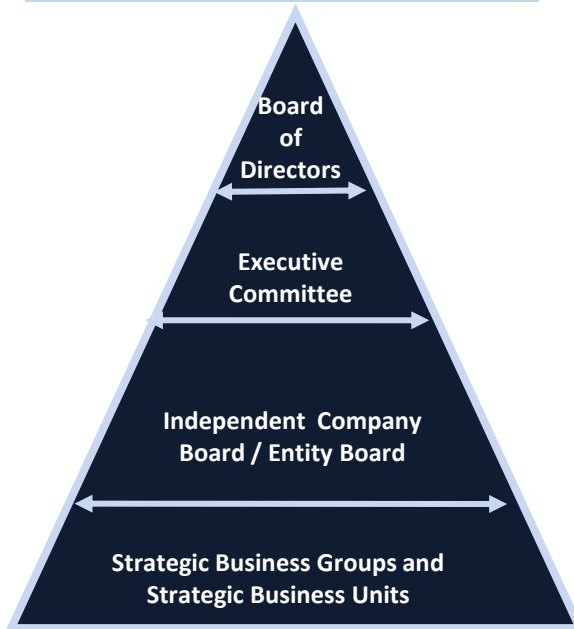 Board
of
Directors
Executive
Committee
Independent Company
Board / Entity Board
Strategic Business Groups and
Strategic Business Units